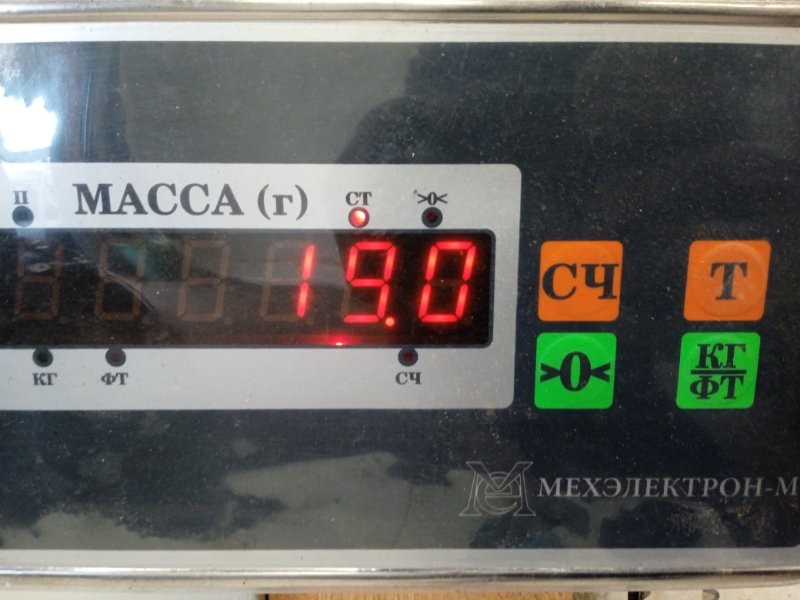 П МАССА (г) СТ >0<
19.0
КГ ФТ СЧ
СЧ Т
>0< КГ
ФТ
МЕХЭЛЕКТРОН-М